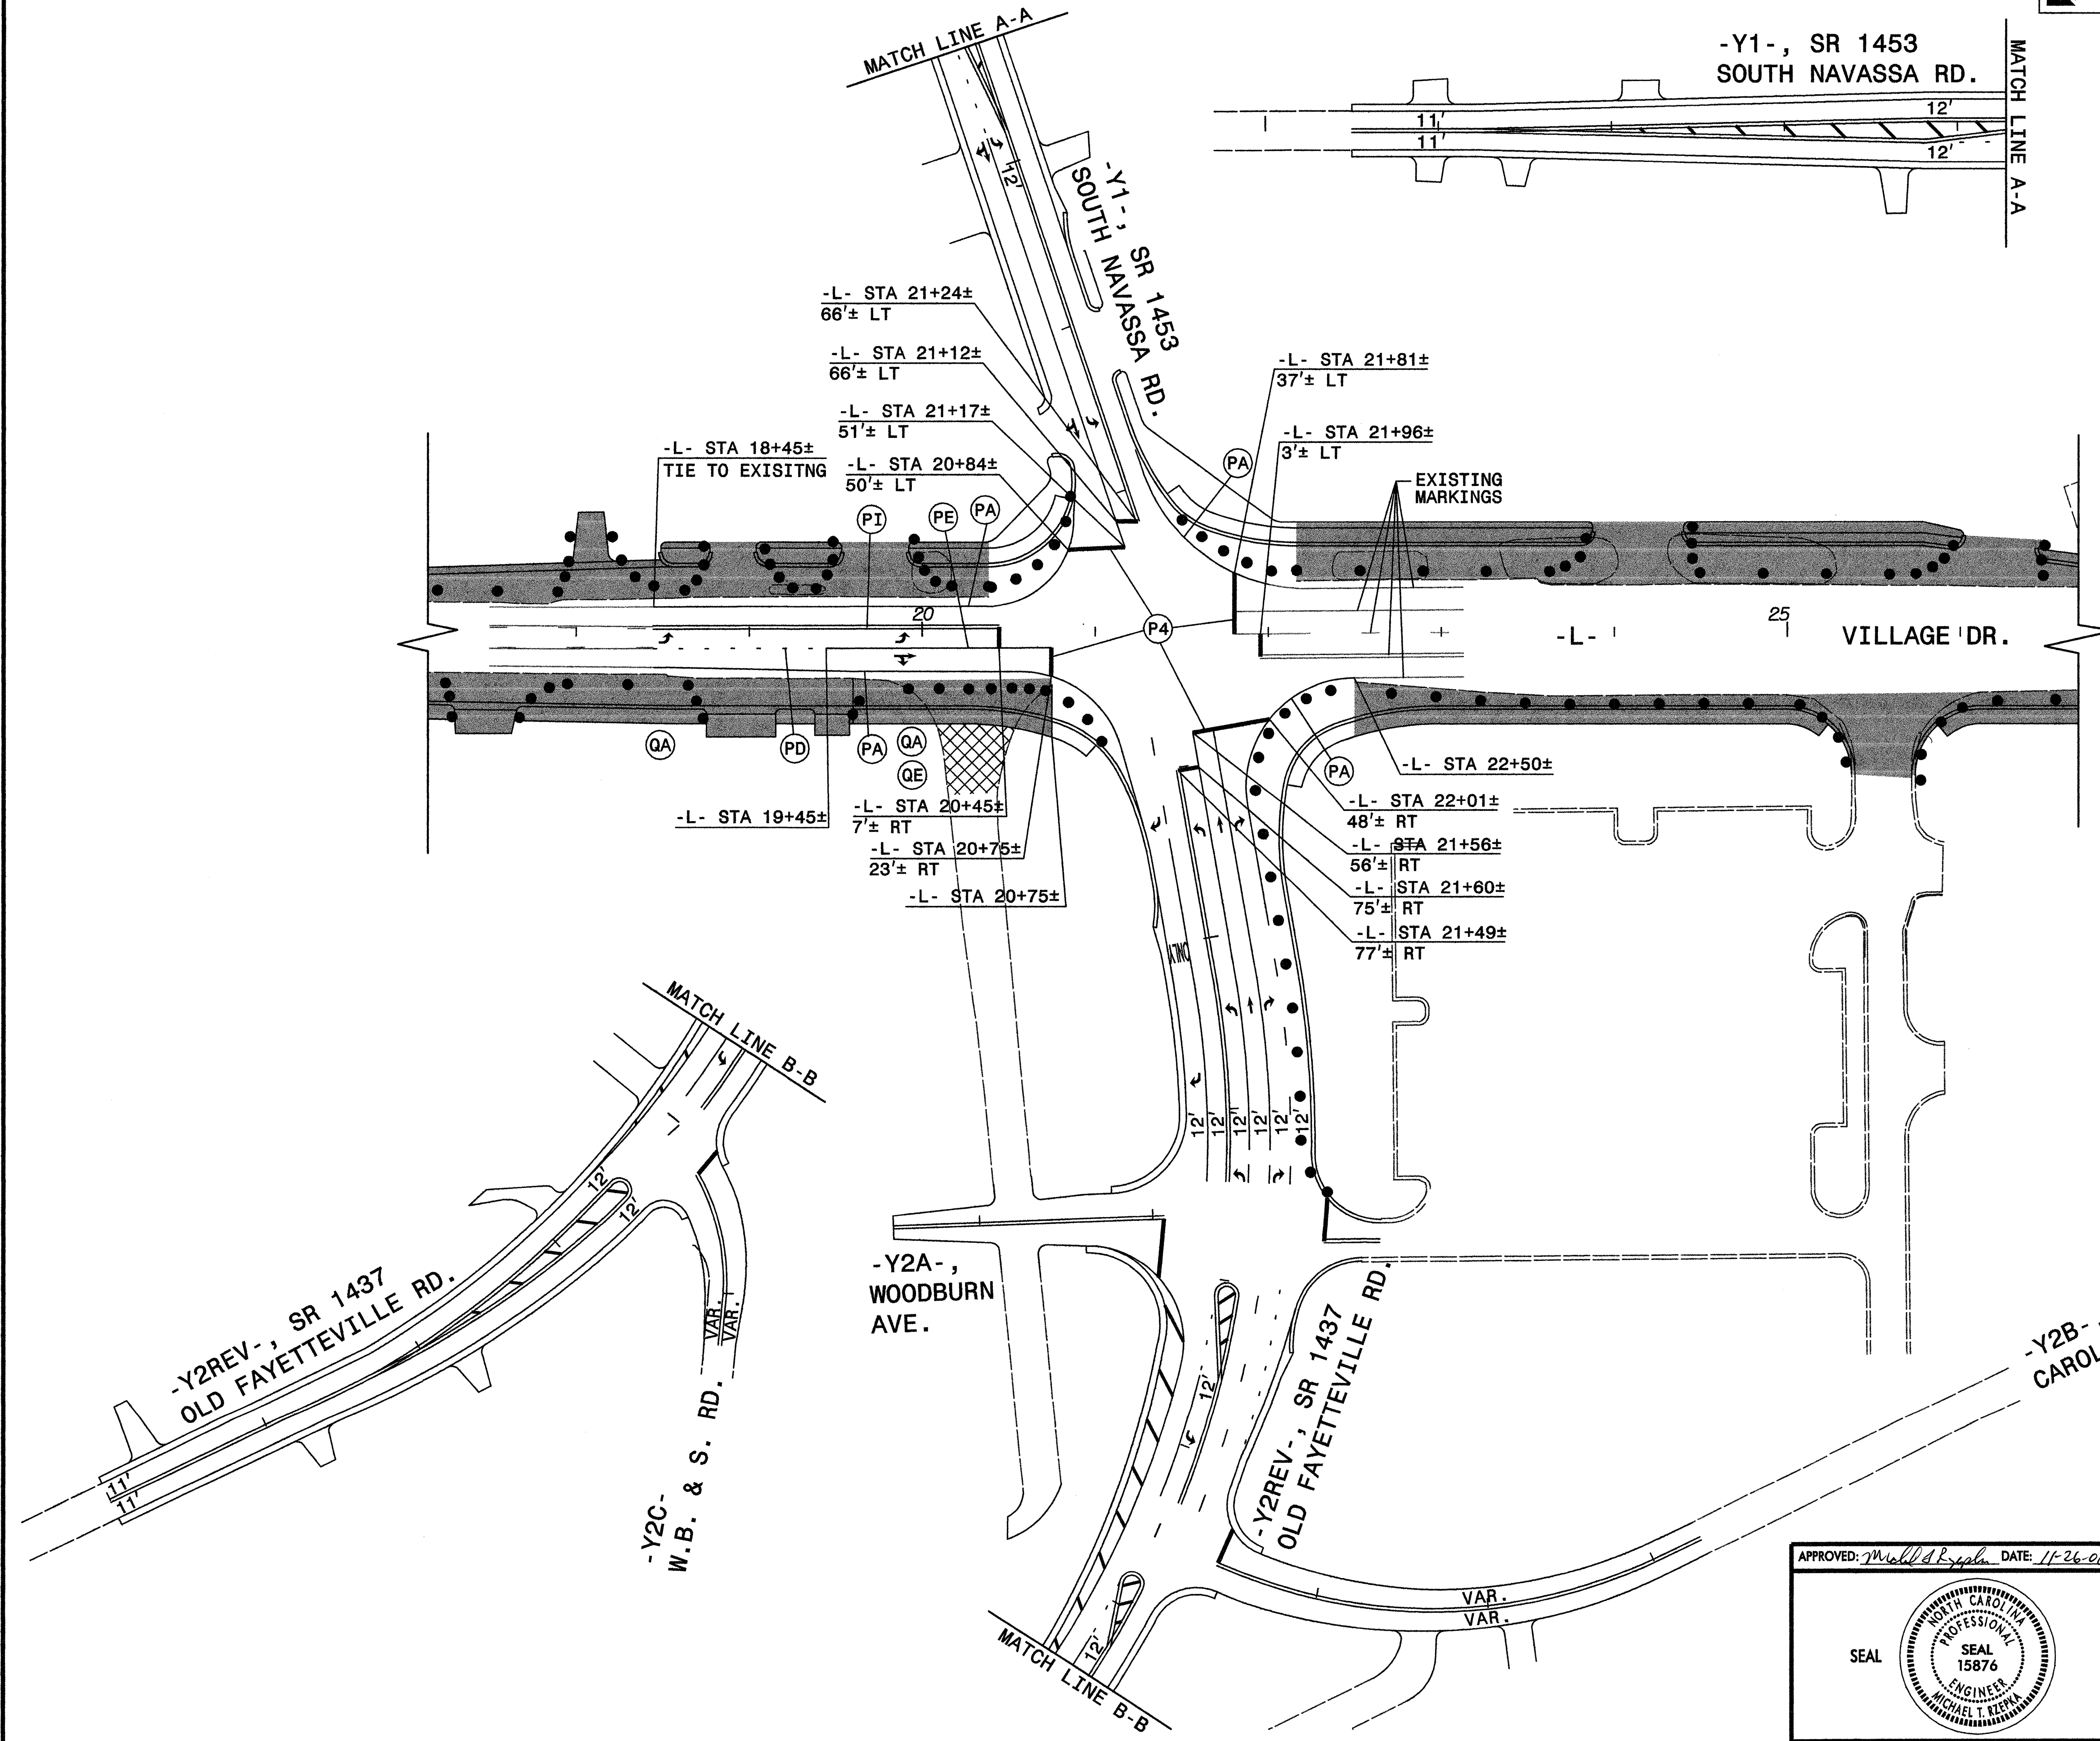 MATCH LINE A-A
-Y1-, SR 1453
SOUTH NAVASSA RD.
MATCH LINE A-A
11'
11'
12'
12'
12'
-Y1-, SR 1453
SOUTH NAVASSA RD.
-L- STA 21+24±
66'± LT
-L- STA 21+12±
66'± LT
-L- STA 21+17±
51'± LT
-L- STA 20+84±
50'± LT
-L- STA 18+45±
TIE TO EXISITNG
-L- STA 21+81±
37'± LT
-L- STA 21+96±
3'± LT
EXISTING
MARKINGS
PA
PI
PE
PA
20
P4
25
-L-
VILLAGE DR.
QA
PD
PA
QA
QE
PA
-L- STA 22+50±
-L- STA 19+45±
-L- STA 20+45±
7'± RT
-L- STA 20+75±
23'± RT
-L- STA 20+75±
-L- STA 22+01±
48'± RT
-L- STA 21+56±
56'± RT
-L- STA 21+60±
75'± RT
-L- STA 21+49±
77'± RT
ONLY
12'
12'
12'
12'
12'
12'
MATCH LINE B-B
12'
12'
-Y2REV-, SR 1437
OLD FAYETTEVILLE RD.
11'
11'
VAR.
VAR.
-Y2C-
W.B. & S. RD.
-Y2A-,
WOODBURN
AVE.
12'
-Y2REV-, SR 1437
OLD FAYETTEVILLE RD.
-Y2B-,
VAR.
VAR.
12'
MATCH LINE B-B
APPROVED: DATE:
SEAL
NORTH CAROLINA
PROFESSIONAL
SEAL
15876
ENGINEER
MICHAEL T. RZEPKA